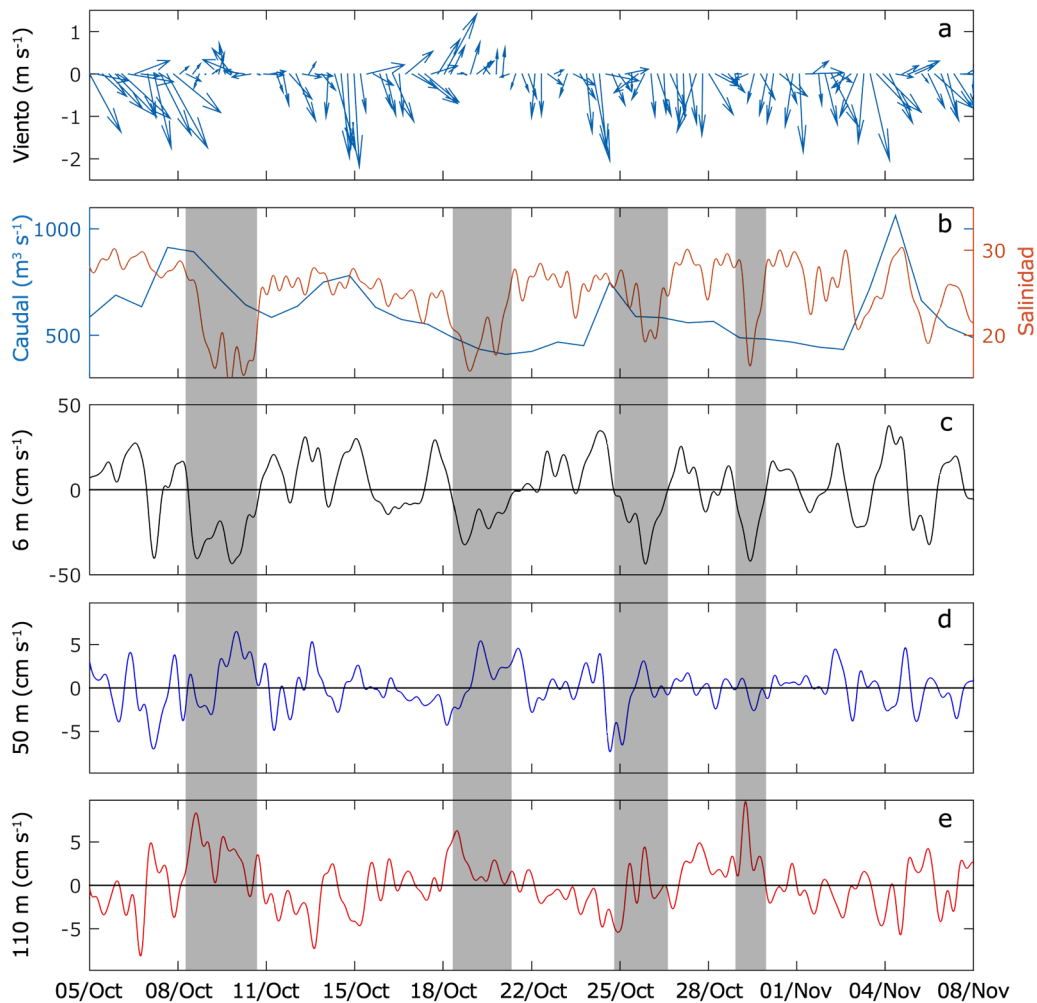 a
1
0
-1
-2
Viento (m s⁻¹)
b
1000
500
Caudal (m³ s⁻¹)
30
20
Salinidad
c
50
0
-50
6 m (cm s⁻¹)
d
5
0
-5
50 m (cm s⁻¹)
e
5
0
-5
110 m (cm s⁻¹)
05/Oct 08/Oct 11/Oct 15/Oct 18/Oct 22/Oct 25/Oct 28/Oct 01/Nov 04/Nov 08/Nov